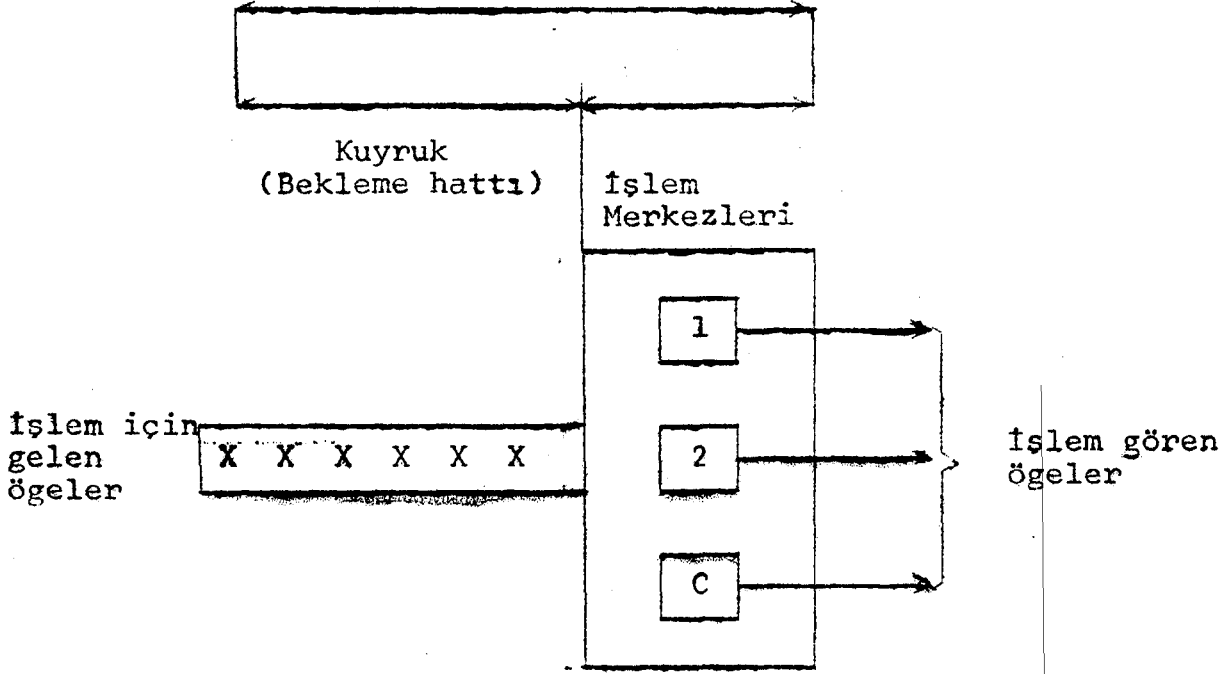 Kuyruk
(Bekleme hattı)
İşlem
Merkezleri
1
İşlem için
gelen
ögeler
X X X X X X
2
İşlem gören
ögeler
C